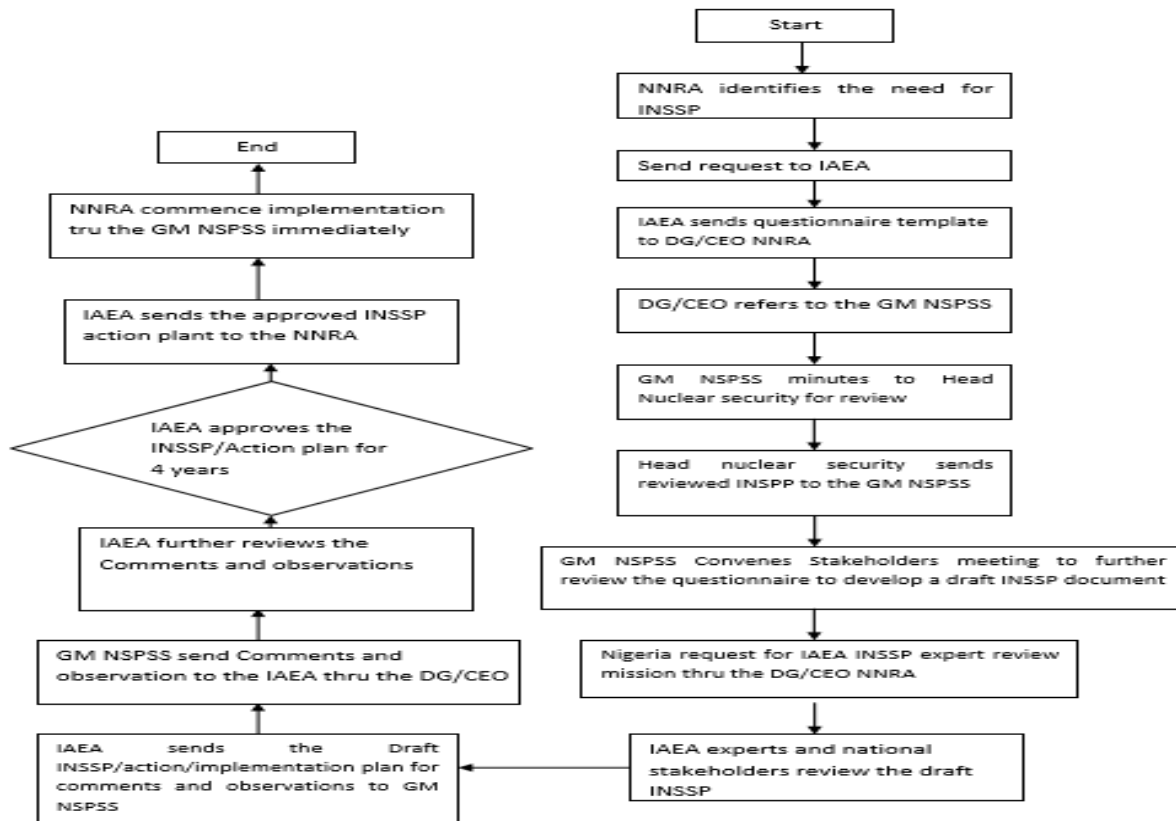 Start
NNRA identifies the need for
INSSP
Send request to IAEA
IAEA sends questionnaire template
to DG/CEO NNRA
DG/CEO refers to the GM NSPSS
GM NSPSS minutes to Head
Nuclear security for review
Head nuclear security sends
reviewed INSPP to the GM NSPSS
GM NSPSS Convenes Stakeholders meeting to further
review the questionnaire to develop a draft INSSP document
Nigeria request for IAEA INSSP expert review
mission thru the DG/CEO NNRA
IAEA experts and national
stakeholders review the draft
INSSP
IAEA sends the Draft
INSSP/action/implementation plan for
comments and observations to GM
NSPSS
GM NSPSS send Comments and
observation to the IAEA thru the DG/CEO
IAEA further reviews the
Comments and observations
IAEA approves the
INSSP/Action plan for
4 years
IAEA sends the approved INSSP
action plant to the NNRA
NNRA commence implementation
tru the GM NSPSS immediately
End